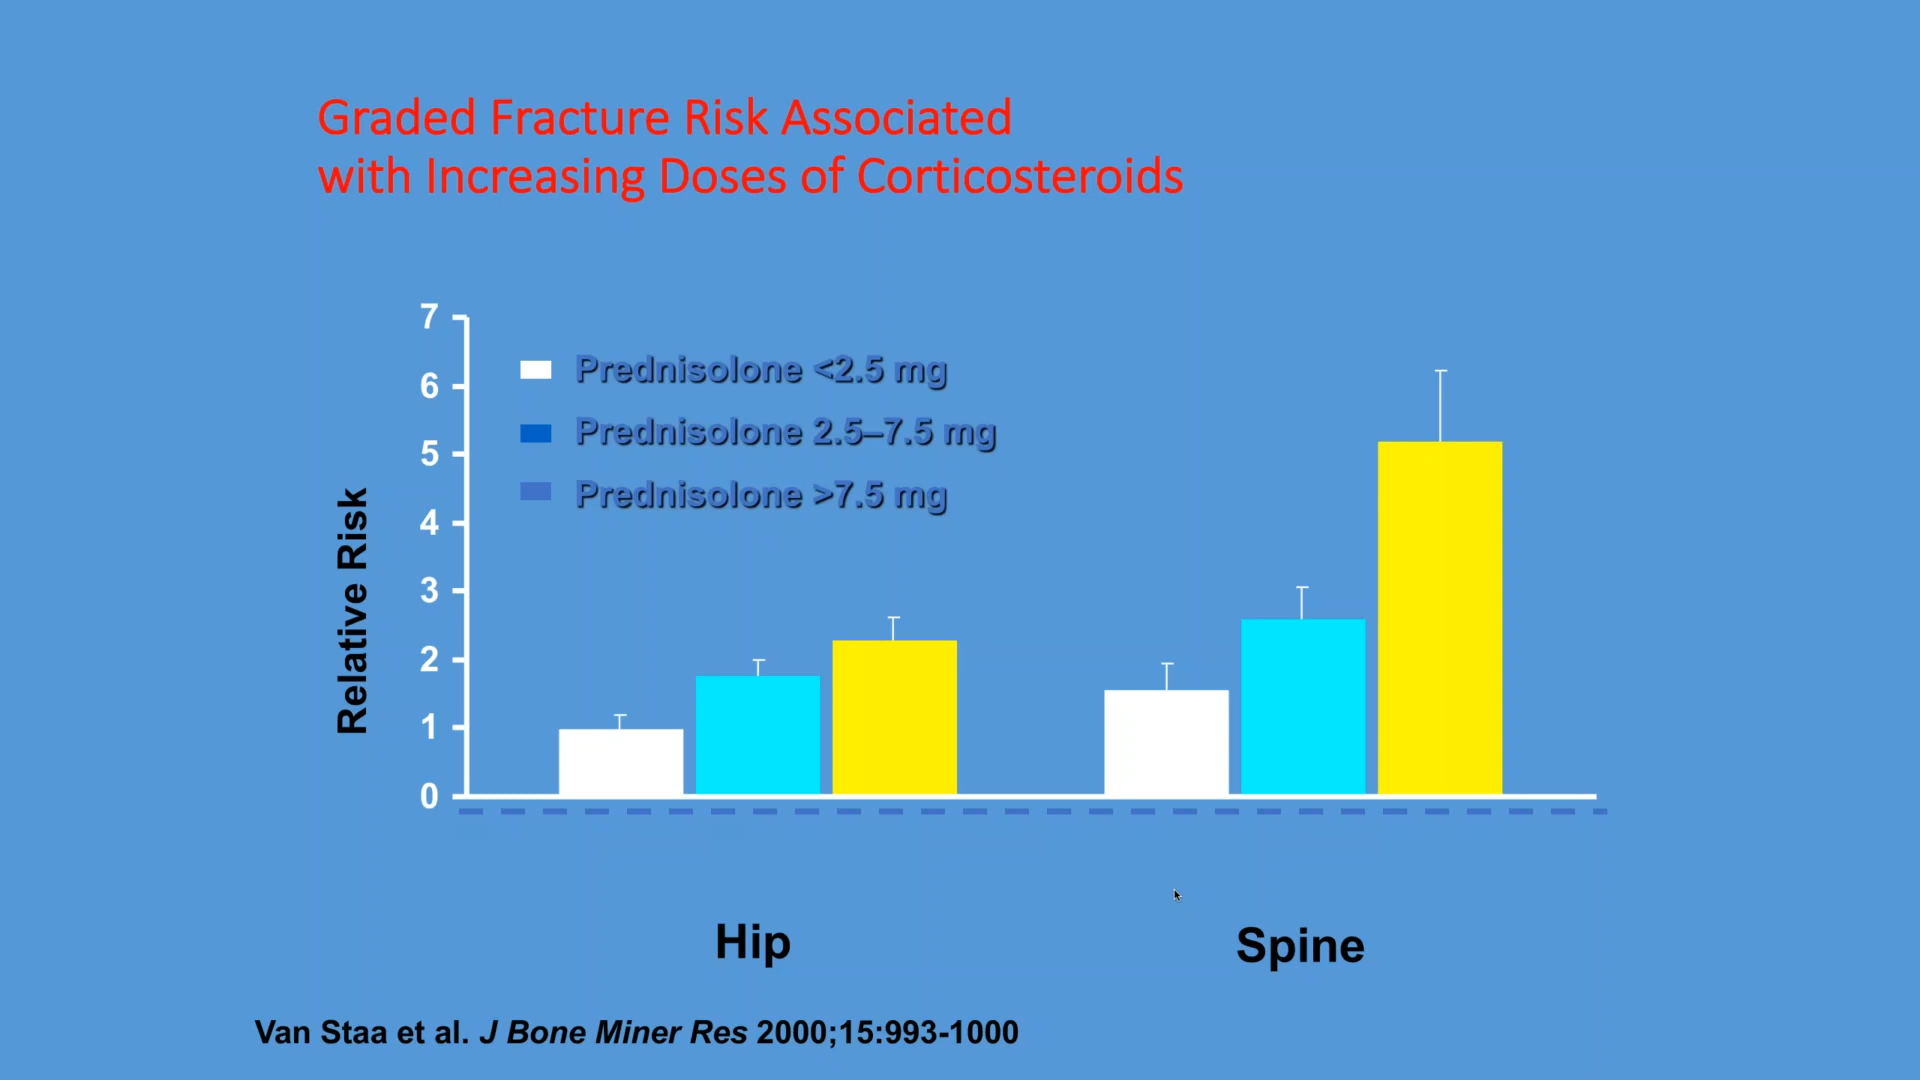 Graded Fracture Risk Associated
with Increasing Doses of Corticosteroids
7
6
5
4
3
2
1
0
Relative Risk
Prednisolone <2.5 mg
Prednisolone 2.5–7.5 mg
Prednisolone >7.5 mg
Hip
Spine
Van Staa et al. J Bone Miner Res 2000;15:993-1000